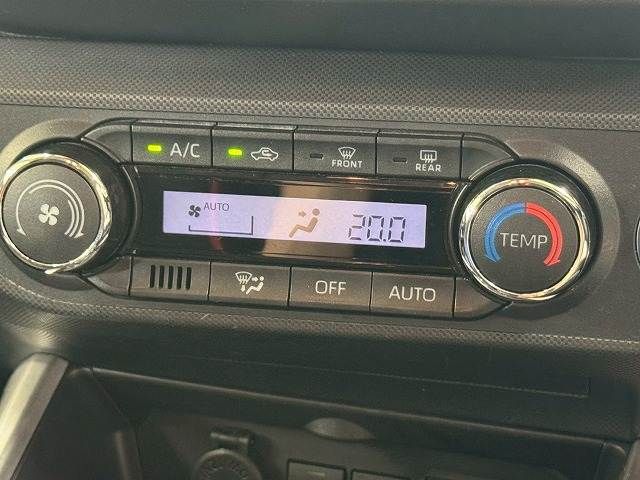 A/C
FRONT
REAR
AUTO
20.0
TEMP
OFF
AUTO